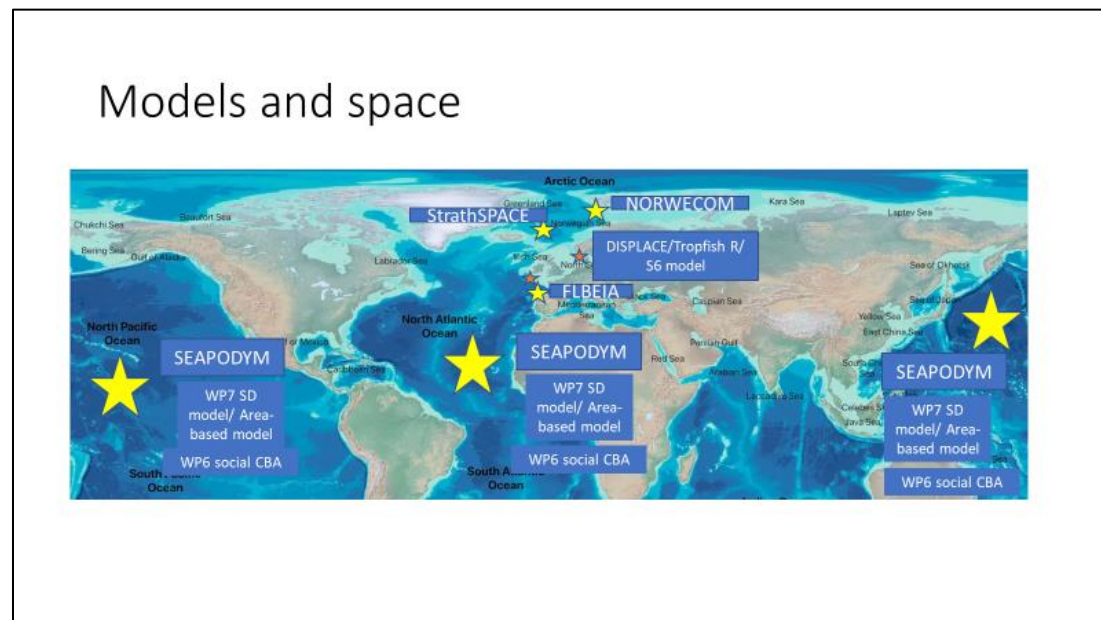 Models and space
Arctic Ocean
Greenland Sea
NORWECOM
Kara Sea
Laptev Sea
Chukchi Sea
Beaufort Sea
StrathSPACE
Norwegian Sea
Bering Sea
Gulf of Alaska
Labrador Sea
Irish Sea
North Se
DISPLACE/Tropfish R/
S6 model
Sea of Okhotsk
FLBEIA
Mediterranean
Sea
Caspian Sea
Sea of Japan
North Pacific
Ocean
North Atlantic
Ocean
Yellow Sea
East China Sea
Persian Gulf
Red Sea
of Mexico
Caribbean Sea
Arabian Sea
Laccadive Sea
South
Sea
Celebes S
Java Sea
SEAPODYM
WP7 SD
model/ Area-
based model
WP6 social CBA
SEAPODYM
WP7 SD
model/ Area-
based model
WP6 social CBA
SEAPODYM
WP7 SD
model/ Area-
based model
WP6 social CBA
South
Ocean
South
Ocean